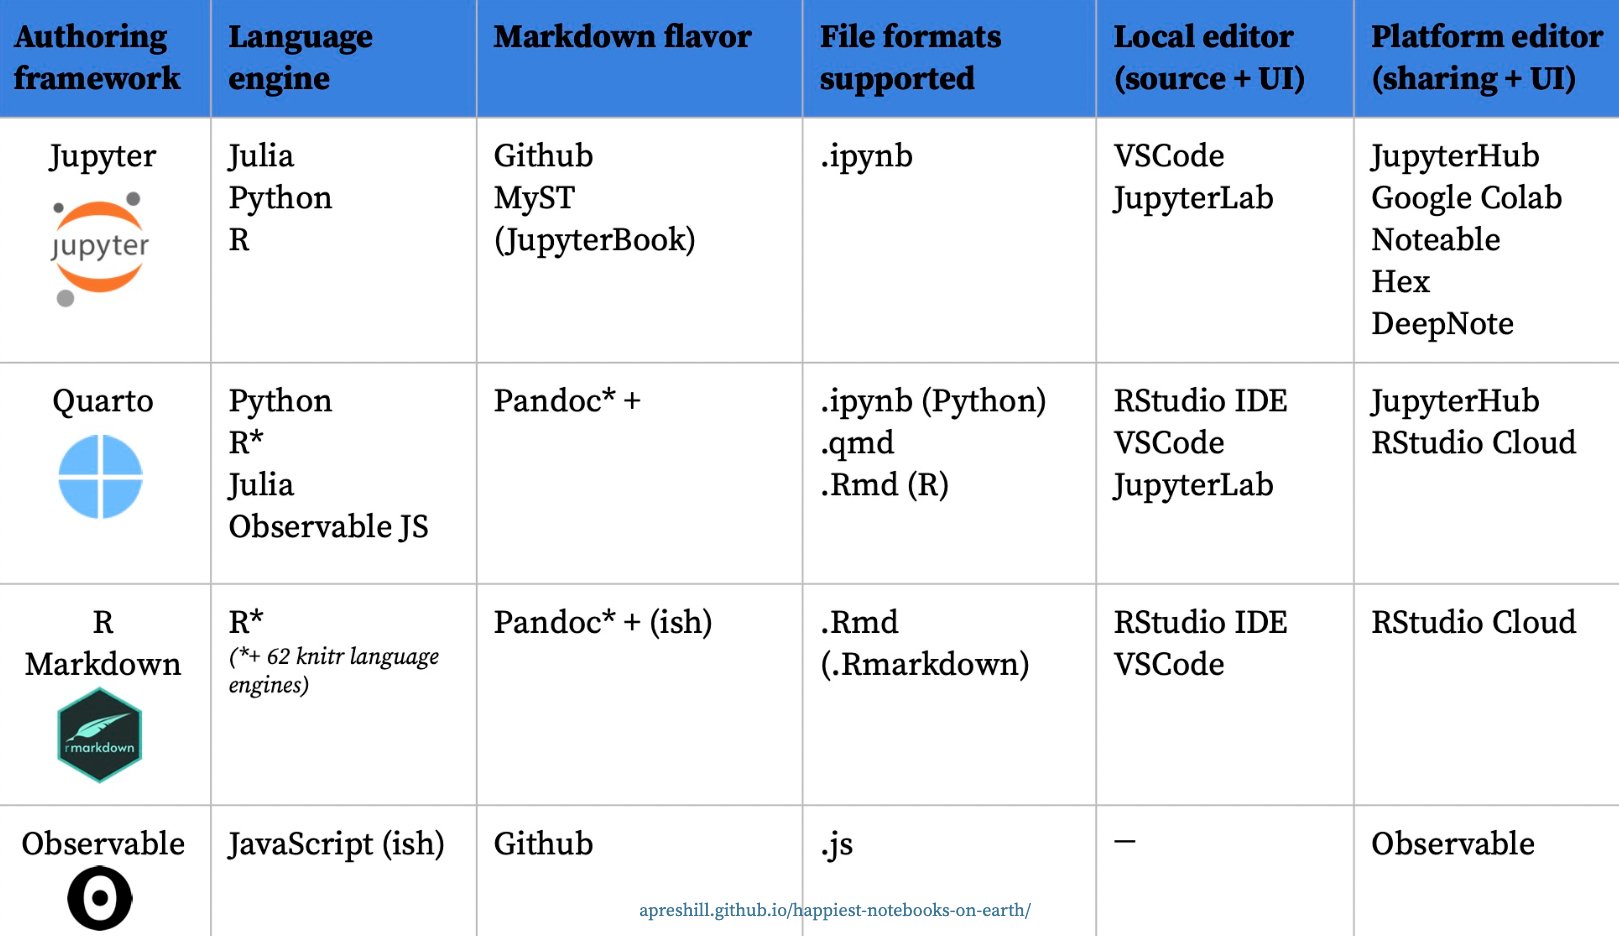 Authoring framework
Language engine
Markdown flavor
File formats supported
Local editor (source + UI)
Platform editor (sharing + UI)
Jupyter
jupyter
Julia
Python
R
Github
MyST
(JupyterBook)
.ipynb
VSCode
JupyterLab
JupyterHub
Google Colab
Noteable
Hex
DeepNote
Quarto
Python
R*
Julia
Observable JS
Pandoc* +
.ipynb (Python)
.qmd
.Rmd (R)
RStudio IDE
VSCode
JupyterLab
JupyterHub
RStudio Cloud
R
Markdown
rmarkdown
R*
(*+ 62 knitr language
engines)
Pandoc* + (ish)
.Rmd
(.Rmarkdown)
RStudio IDE
VSCode
RStudio Cloud
Observable
JavaScript (ish)
Github
.js
—
Observable
apreshill.github.io/happiest-notebooks-on-earth/